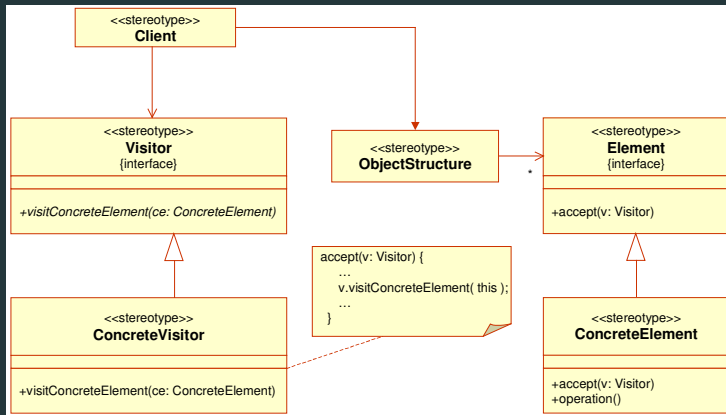 <<stereotype>>
Client
<<stereotype>>
Visitor
{interface}
+visitConcreteElement(ce: ConcreteElement)
<<stereotype>>
ObjectStructure
*
<<stereotype>>
Element
{interface}
+accept(v: Visitor)
accept(v: Visitor) {
…
v.visitConcreteElement( this );
…
}
<<stereotype>>
ConcreteVisitor
+visitConcreteElement(ce: ConcreteElement)
<<stereotype>>
ConcreteElement
+accept(v: Visitor)
+operation()